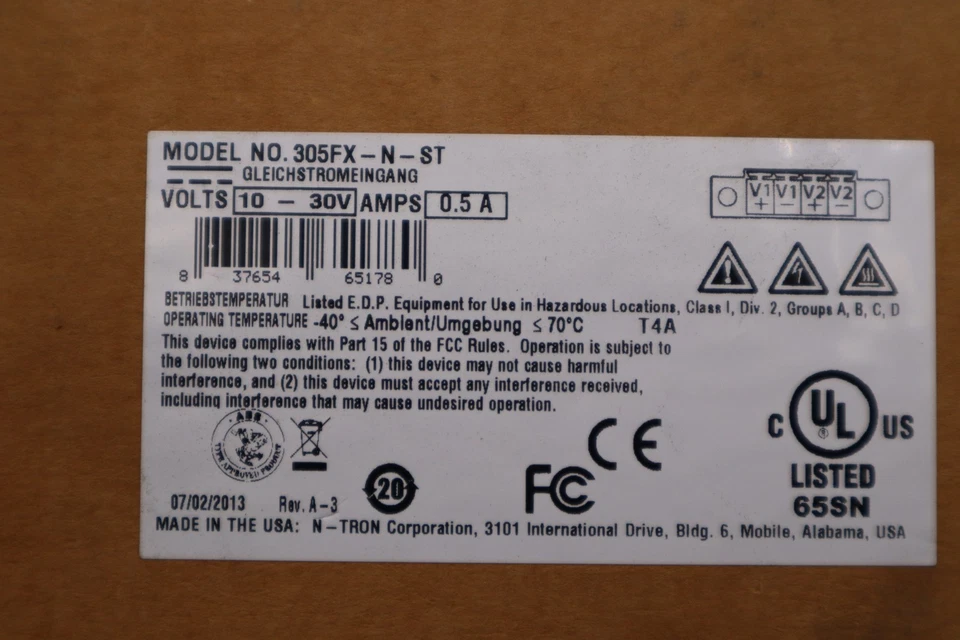 MODEL NO. 305FX-N-ST
GLEICHSTROMEINGANG
VOLTS 10 - 30V AMPS 0.5 A
V1 V1 V2 V2
+ - + -
8 37654 65178 0
BETRIEBSTEMPERATUR Listed E.D.P. Equipment for Use in Hazardous Locations, Class I, Div. 2, Groups A, B, C, D
OPERATING TEMPERATURE -40° ≤ Ambient/Umgebung ≤ 70°C T4A
This device complies with Part 15 of the FCC Rules. Operation is subject to
the following two conditions: (1) this device may not cause harmful
interference, and (2) this device must accept any interference received,
including interference that may cause undesired operation.
ABS
TYPE APPROVED PRODUCT
20
FCC
CE
C UL ® US
LISTED
65SN
07/02/2013 Rev. A-3
MADE IN THE USA: N-TRON Corporation, 3101 International Drive, Bldg. 6, Mobile, Alabama, USA